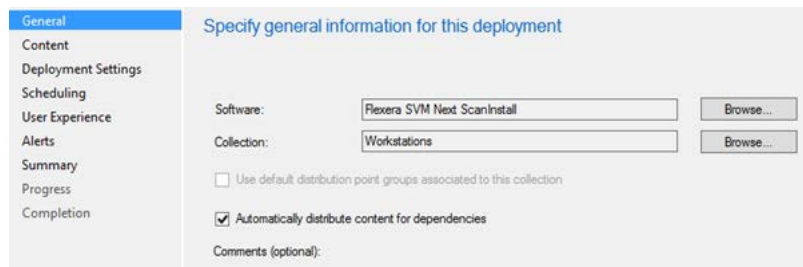 General
Content
Deployment Settings
Scheduling
User Experience
Alerts
Summary
Progress
Completion
Specify general information for this deployment
Software: Flexera SVM Next ScanInstall Browse...
Collection: Workstations Browse...
Use default distribution point groups associated to this collection
Automatically distribute content for dependencies
Comments (optional):